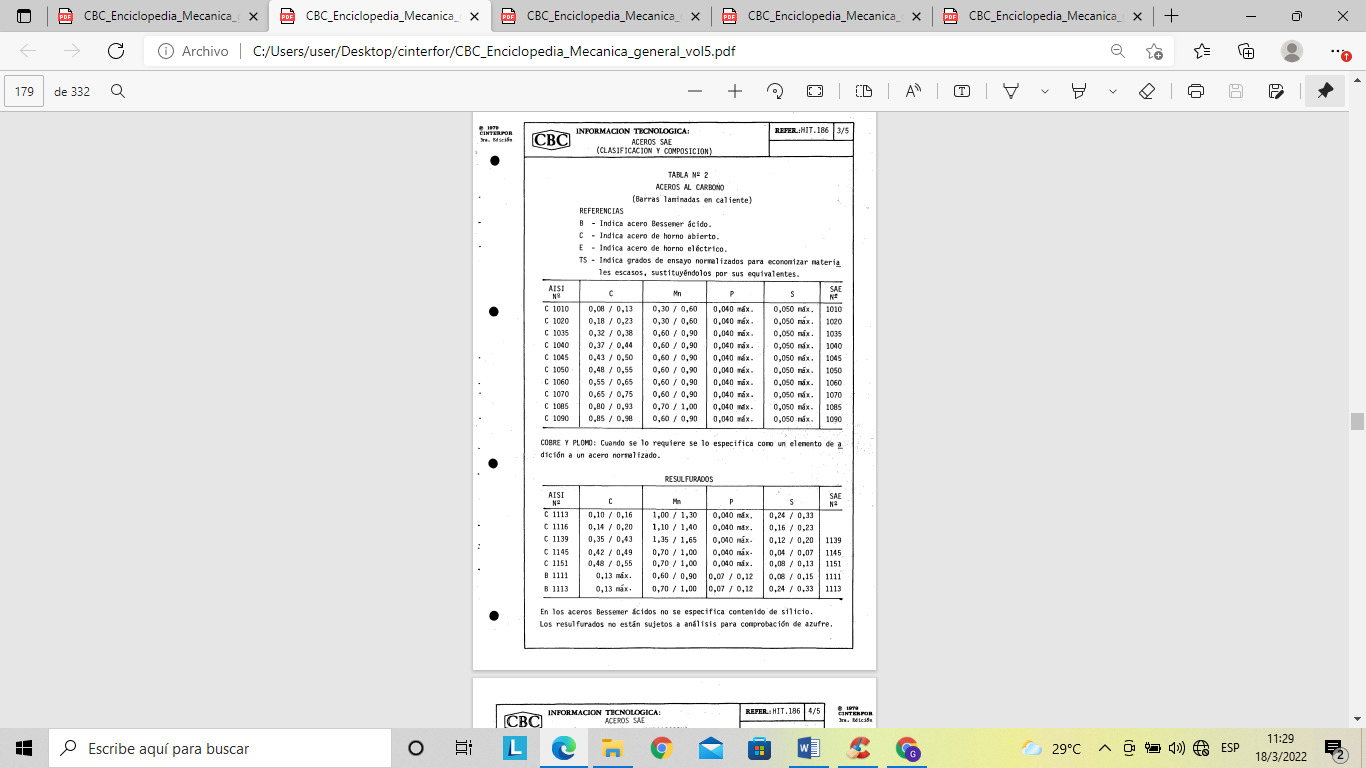 CBC_Enciclopedia_Mecanica_
CBC_Enciclopedia_Mecanica_
CBC_Enciclopedia_Mecanica_
CBC_Enciclopedia_Mecanica_
CBC_Enciclopedia_Mecanica_
Archivo C:/Users/user/Desktop/cinterfor/CBC_Enciclopedia_Mecanica_general_vol5.pdf
179 de 332
© 1979
CINTERFOR
3ra. Edición
CBC
INFORMACION TECNOLOGICA:
ACEROS SAE
(CLASIFICACION Y COMPOSICION)
REFER.:HIT.186 3/5
TABLA Nº 2
ACEROS AL CARBONO
(Barras laminadas en caliente)
REFERENCIAS
B - Indica acero Bessemer ácido.
C - Indica acero de horno abierto.
E - Indica acero de horno eléctrico.
TS - Indica grados de ensayo normalizados para economizar materia
les escasos, sustituyéndolos por sus equivalentes.
AISI Nº C Mn P S SAE Nº
C 1010 0,08 / 0,13 0,30 / 0,60 0,040 máx. 0,050 máx. 1010
C 1020 0,18 / 0,23 0,30 / 0,60 0,040 máx. 0,050 máx. 1020
C 1035 0,32 / 0,38 0,60 / 0,90 0,040 máx. 0,050 máx. 1035
C 1040 0,37 / 0,44 0,60 / 0,90 0,040 máx. 0,050 máx. 1040
C 1045 0,43 / 0,50 0,60 / 0,90 0,040 máx. 0,050 máx. 1045
C 1050 0,48 / 0,55 0,60 / 0,90 0,040 máx. 0,050 máx. 1050
C 1060 0,55 / 0,65 0,60 / 0,90 0,040 máx. 0,050 máx. 1060
C 1070 0,65 / 0,75 0,60 / 0,90 0,040 máx. 0,050 máx. 1070
C 1085 0,80 / 0,93 0,70 / 1,00 0,040 máx. 0,050 máx. 1085
C 1090 0,85 / 0,98 0,60 / 0,90 0,040 máx. 0,050 máx. 1090
COBRE Y PLOMO: Cuando se lo requiere se lo especifica como un elemento de a
dición a un acero normalizado.
RESULFURADOS
AISI Nº C Mn P S SAE Nº
C 1113 0,10 / 0,16 1,00 / 1,30 0,040 máx. 0,24 / 0,33
C 1116 0,14 / 0,20 1,10 / 1,40 0,040 máx. 0,16 / 0,23
C 1139 0,35 / 0,43 1,35 / 1,65 0,040 máx. 0,12 / 0,20 1139
C 1145 0,42 / 0,49 0,70 / 1,00 0,040 máx. 0,04 / 0,07 1145
C 1151 0,48 / 0,55 0,70 / 1,00 0,040 máx. 0,08 / 0,13 1151
B 1111 0,13 máx. 0,60 / 0,90 0,07 / 0,12 0,08 / 0,15 1111
B 1113 0,13 máx. 0,70 / 1,00 0,07 / 0,12 0,24 / 0,33 1113
En los aceros Bessemer ácidos no se especifica contenido de silicio.
Los resulfurados no están sujetos a análisis para comprobación de azufre.
CBC
INFORMACION TECNOLOGICA:
ACEROS SAE
REFER.:HIT.186 4/5
© 1979
CINTERFOR
3ra. Edición
Escribe aquí para buscar
29°C
ESP
11:29
18/3/2022
2